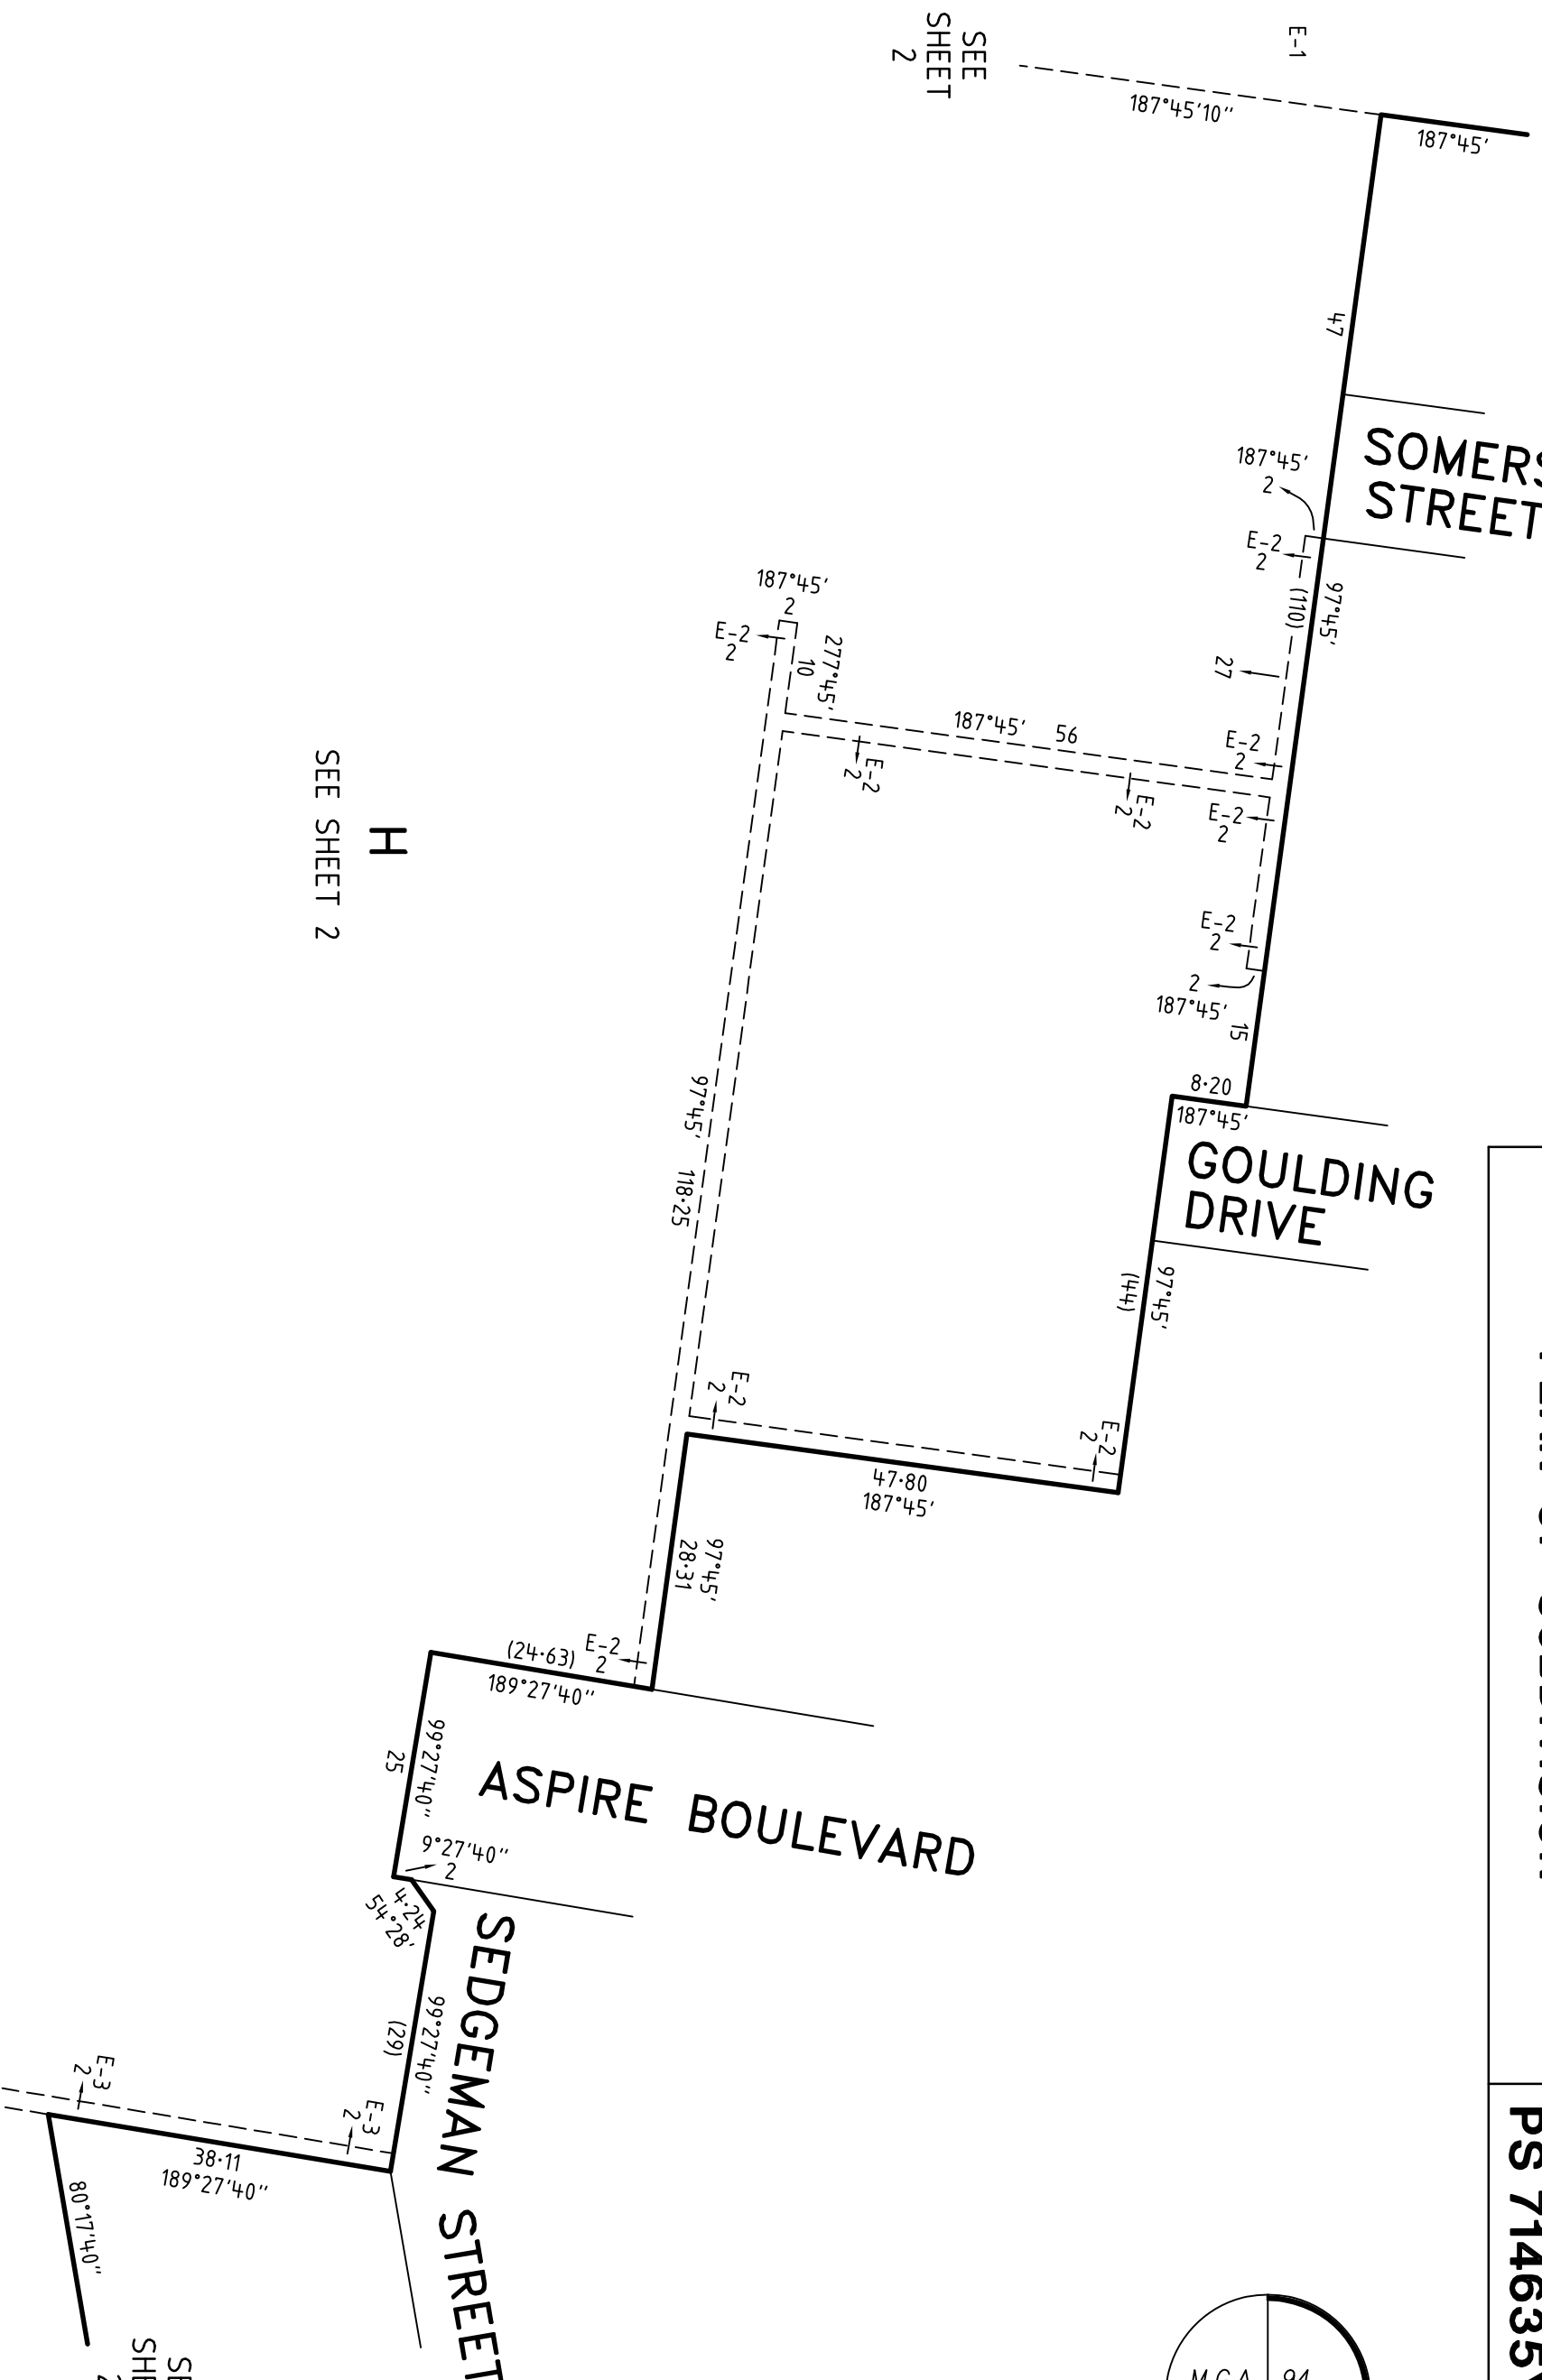 E-1
SEE
SHEET
2
187°45'10"
187°45'
47
SOMERS
STREET
187°45'
2
E-2
2
97°45'
(110)
27
187°45'
2
E-2
2
277°45'
10
187°45' 56
E-2
2
E-2
2
E-2
2
E-2
2
E-2
2
2
187°45'
15
H
SEE SHEET 2
8·20
187°45'
GOULDING
DRIVE
97°45'
(44)
97°45' 118·25
E-2
2
E-2
2
47·80
187°45'
97°45'
28·31
(24·63)
E-2
2
189°27'40"
99°27'40"
25
ASPIRE BOULEVARD
9°27'40"
2
4·24
54°28'
SEDGEMAN STREET
99°27'40"
(29)
E-3
2
E-3
2
38·11
189°27'40"
80°17'40"
PS 714635
M.G.A. 94